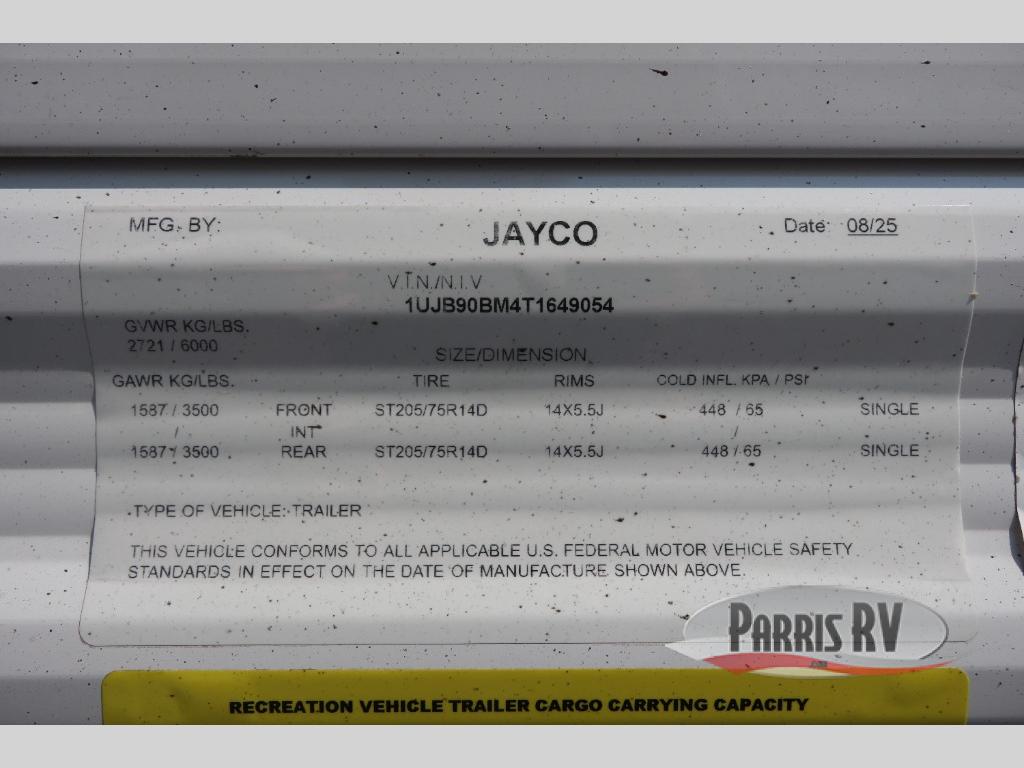 MFG. BY: JAYCO Date: 08/25
V.I.N./N.I.V
1UJB90BM4T1649054
GVWR KG/LBS.
2721 / 6000
SIZE/DIMENSION
GAWR KG/LBS. TIRE RIMS COLD INFL. KPA / PSI
1587 / 3500 FRONT ST205/75R14D 14X5.5J 448 / 65 SINGLE
/ INT /
1587 / 3500 REAR ST205/75R14D 14X5.5J 448 / 65 SINGLE
TYPE OF VEHICLE: TRAILER
THIS VEHICLE CONFORMS TO ALL APPLICABLE U.S. FEDERAL MOTOR VEHICLE SAFETY
STANDARDS IN EFFECT ON THE DATE OF MANUFACTURE SHOWN ABOVE
PARRIS RV
RECREATION VEHICLE TRAILER CARGO CARRYING CAPACITY